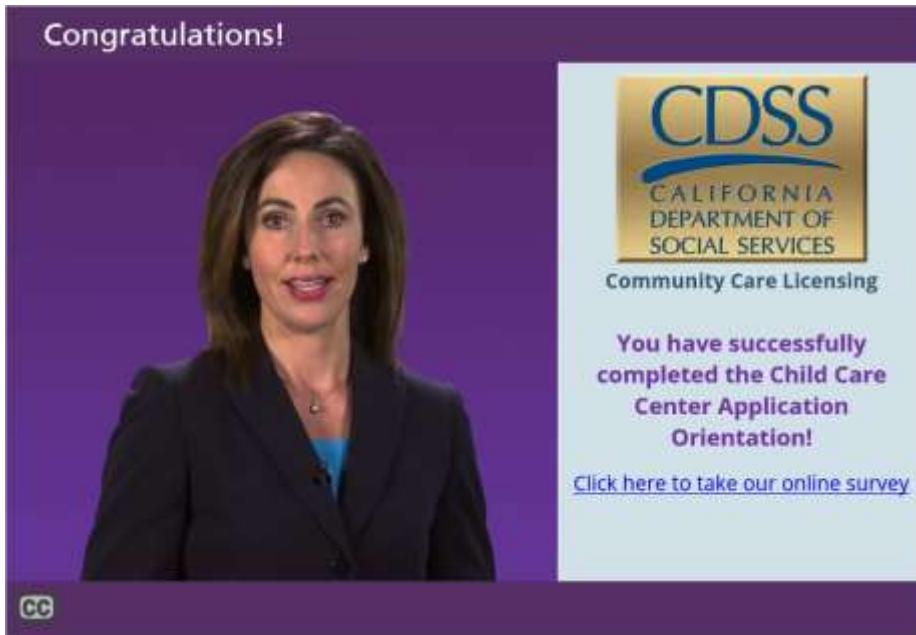 Congratulations!
CDSS
CALIFORNIA
DEPARTMENT OF
SOCIAL SERVICES
Community Care Licensing
You have successfully
completed the Child Care
Center Application
Orientation!
Click here to take our online survey
CC